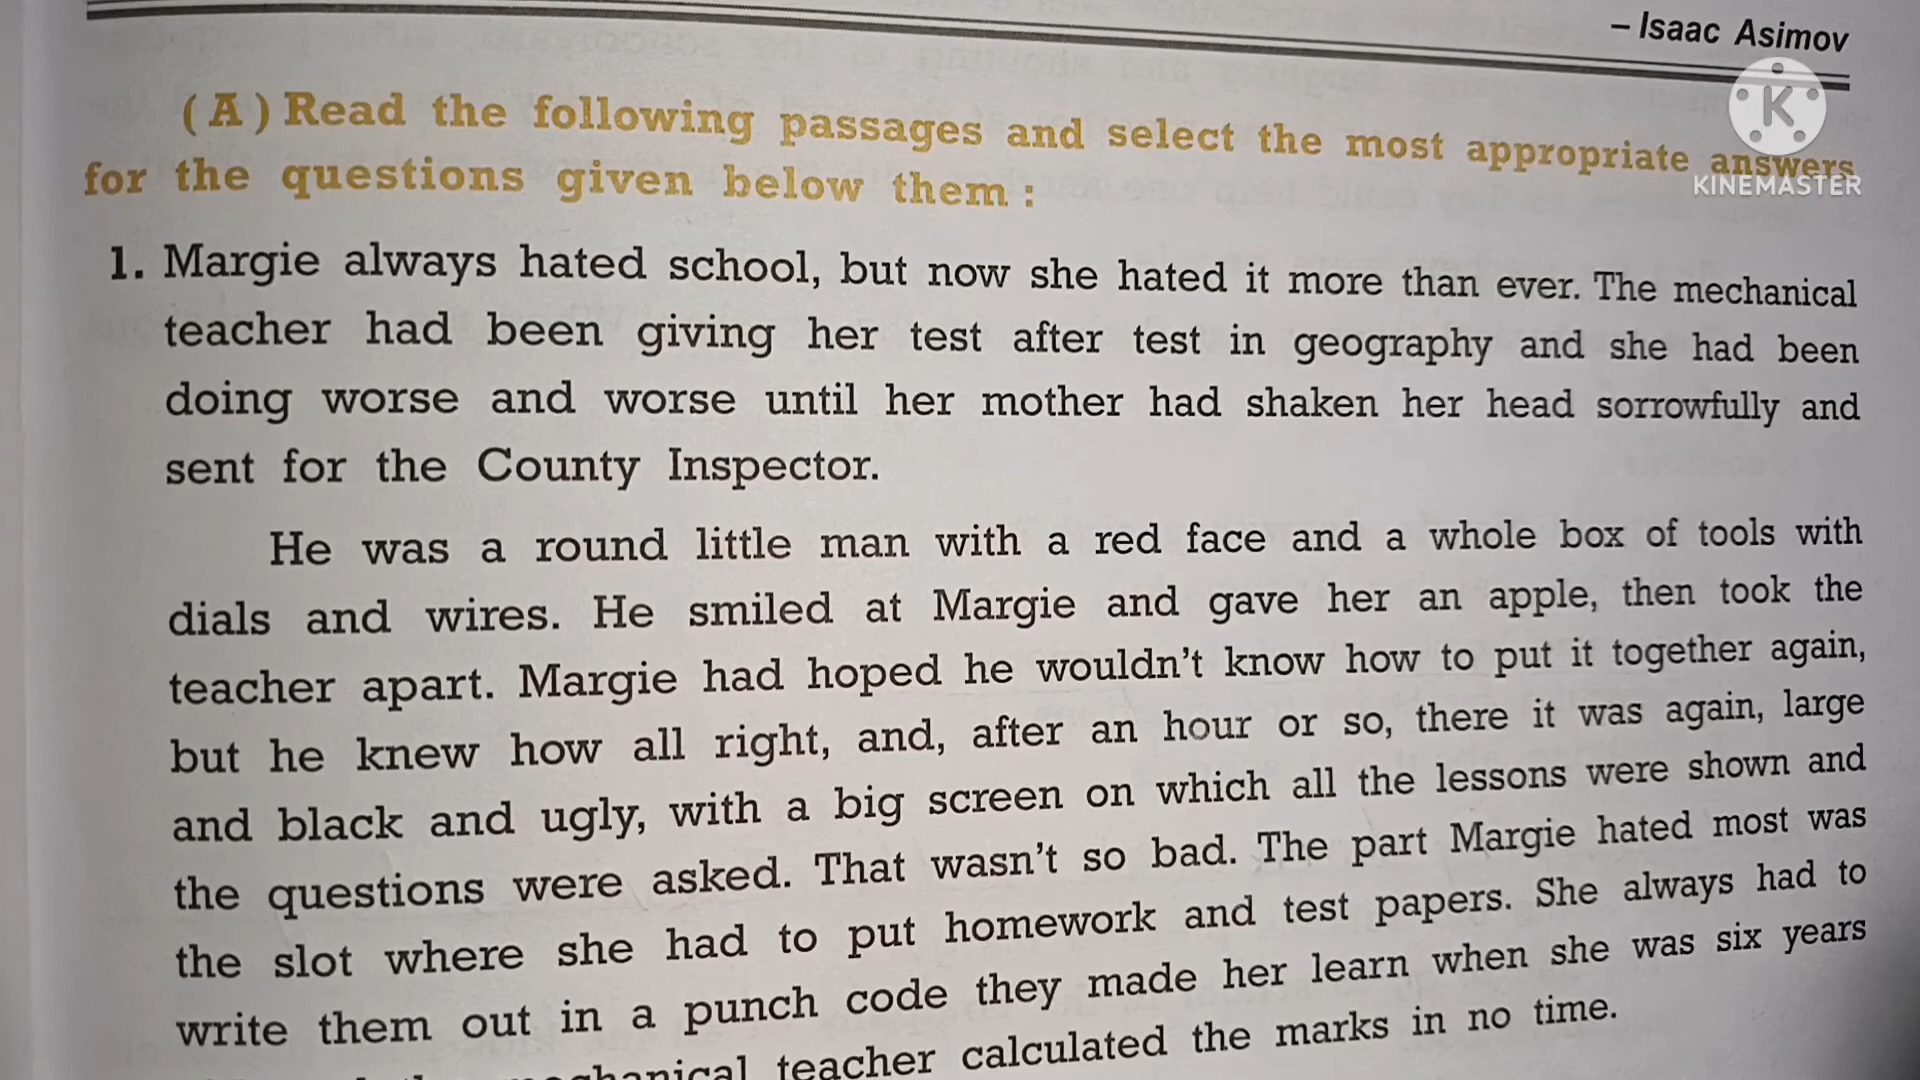 – Isaac Asimov
K
KINEMASTER
(A) Read the following passages and select the most appropriate answers
for the questions given below them :
1. Margie always hated school, but now she hated it more than ever. The mechanical
teacher had been giving her test after test in geography and she had been
doing worse and worse until her mother had shaken her head sorrowfully and
sent for the County Inspector.
He was a round little man with a red face and a whole box of tools with
dials and wires. He smiled at Margie and gave her an apple, then took the
teacher apart. Margie had hoped he wouldn't know how to put it together again,
but he knew how all right, and, after an hour or so, there it was again, large
and black and ugly, with a big screen on which all the lessons were shown and
the questions were asked. That wasn't so bad. The part Margie hated most was
the slot where she had to put homework and test papers. She always had to
write them out in a punch code they made her learn when she was six years
mechanical teacher calculated the marks in no time.